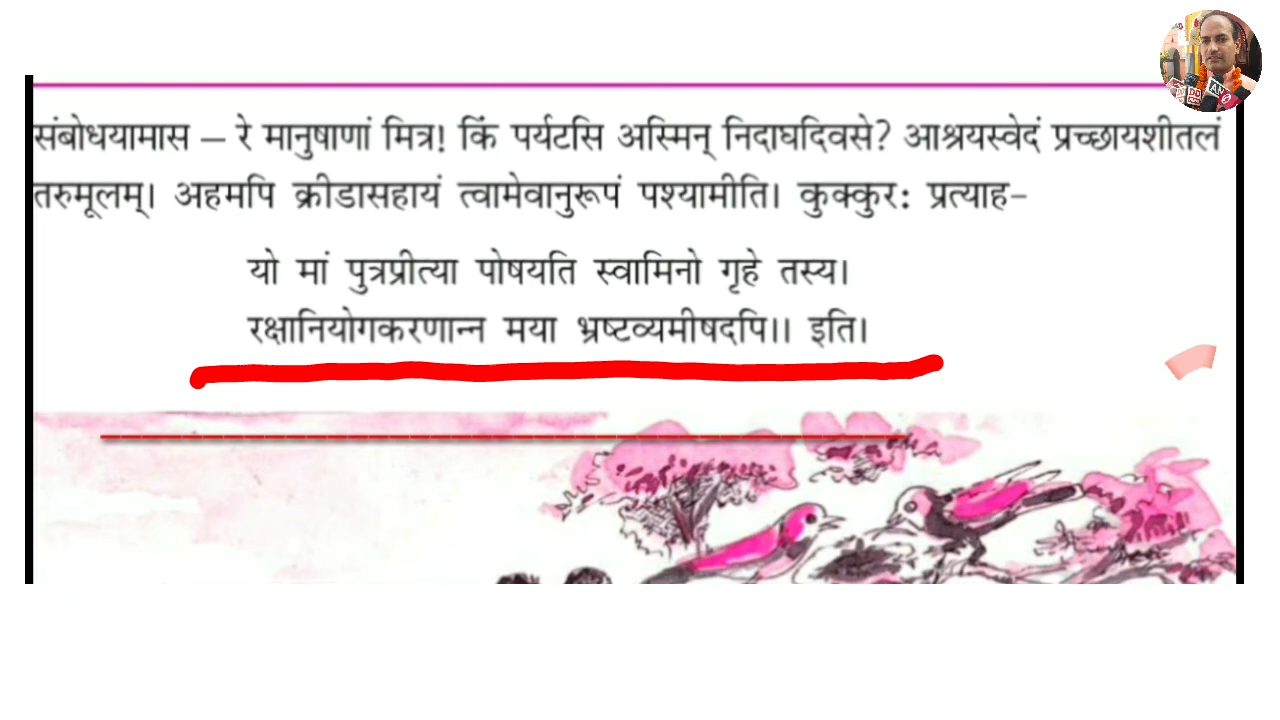 संबोधयामास – रे मानुषाणां मित्र! किं पर्यटसि अस्मिन् निदाघदिवसे? आश्रयस्वेदं प्रच्छायशीतलं
तरुमूलम्। अहमपि क्रीडासहायं त्वामेवानुरूपं पश्यामीति। कुक्कुरः प्रत्याह-
यो मां पुत्रप्रीत्या पोषयति स्वामिनो गृहे तस्य।
रक्षानियोगकरणान्न मया भ्रष्टव्यमीषदपि।। इति।